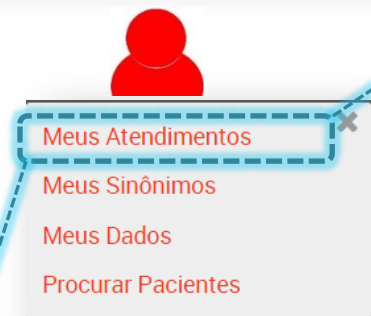 Meus Atendimentos
Meus Sinônimos
Meus Dados
Procurar Pacientes